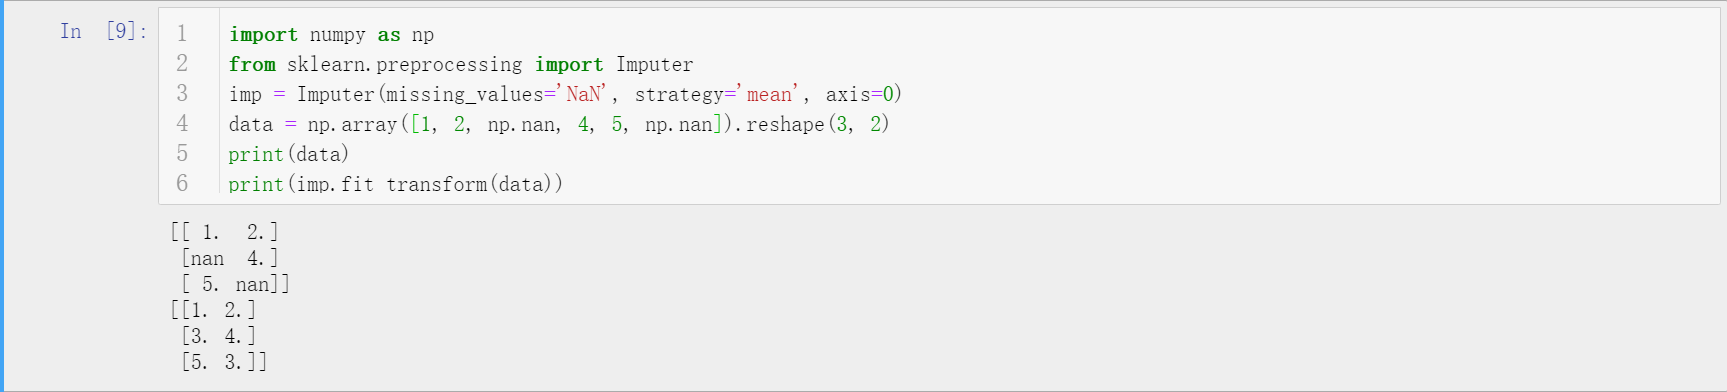 In [9]:
1 import numpy as np
2 from sklearn.preprocessing import Imputer
3 imp = Imputer(missing_values='NaN', strategy='mean', axis=0)
4 data = np.array([1, 2, np.nan, 4, 5, np.nan]).reshape(3, 2)
5 print(data)
6 print(imp.fit_transform(data))
[[ 1.  2.]
 [nan  4.]
 [ 5. nan]]
[[1. 2.]
 [3. 4.]
 [5. 3.]]